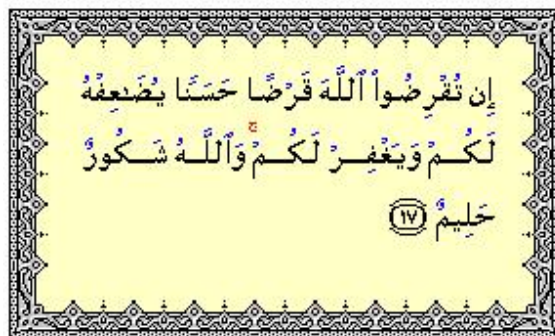 إِن تُقْرِضُوا۟ ٱللَّهَ قَرْضًا حَسَنًا يُضَـٰعِفْهُ
لَكُمْ وَيَغْفِرْ لَكُمْ ۚ وَٱللَّهُ شَكُورٌ
حَلِيمٌ ١٧